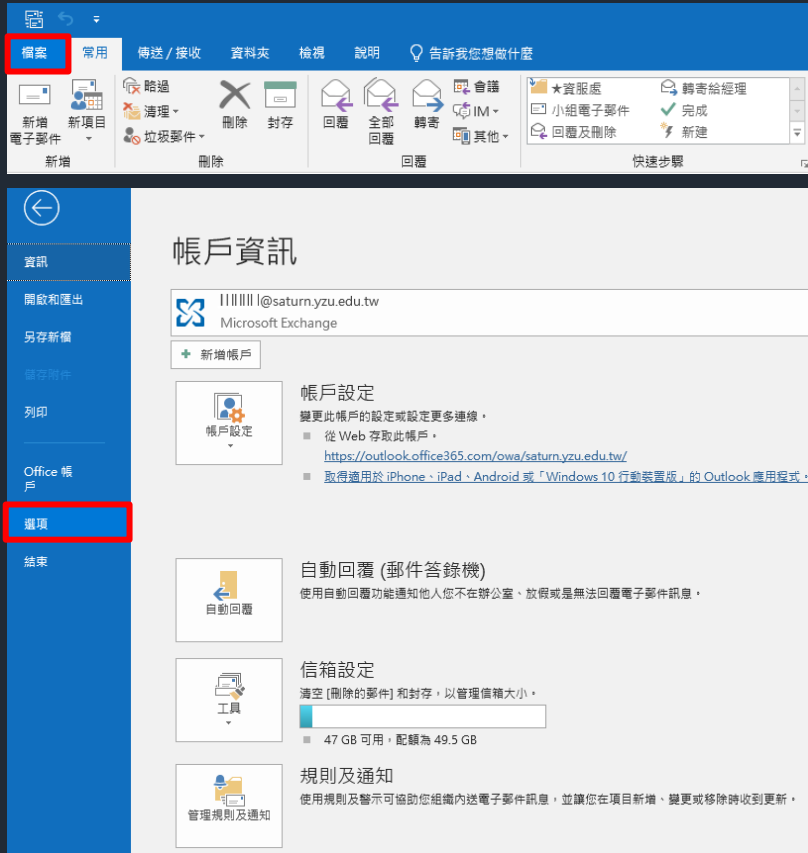 檔案 常用 傳送/接收 資料夾 檢視 說明 告訴我您想做什麼
新增
電子郵件
新項目
略過
清理
垃圾郵件
刪除
封存
回覆
全部
回覆
轉寄
會議
IM
其他
★資服處
小組電子郵件
回覆及刪除
轉寄給經理
完成
新建
新增 刪除 回覆 快速步驟
資訊
開啟和匯出
另存新檔
儲存附件
列印
Office 帳
戶
選項
結束
帳戶資訊
@saturn.yzu.edu.tw
Microsoft Exchange
新增帳戶
帳戶設定
帳戶設定
變更此帳戶的設定或設定更多連線。
從 Web 存取此帳戶。
https://outlook.office365.com/owa/saturn.yzu.edu.tw/
取得適用於 iPhone、iPad、Android 或「Windows 10 行動裝置版」的 Outlook 應用程式。
自動回覆
自動回覆 (郵件答錄機)
使用自動回覆功能通知他人您不在辦公室、放假或是無法回覆電子郵件訊息。
工具
信箱設定
清空 [刪除的郵件] 和封存，以管理信箱大小。
47 GB 可用，配額為 49.5 GB
管理規則及通知
規則及通知
使用規則及警示可協助您組織內送電子郵件訊息，並讓您在項目新增、變更或移除時收到更新。